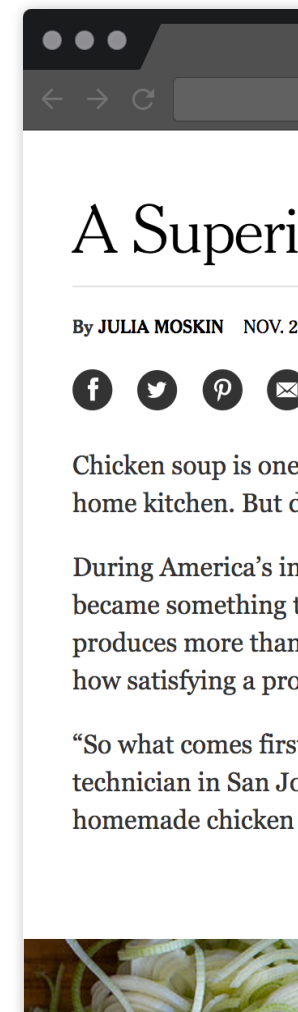 A Superi
By JULIA MOSKIN NOV. 2
Chicken soup is one
home kitchen. But d
During America’s in
became something t
produces more than
how satisfying a pro
“So what comes firs
technician in San Jo
homemade chicken